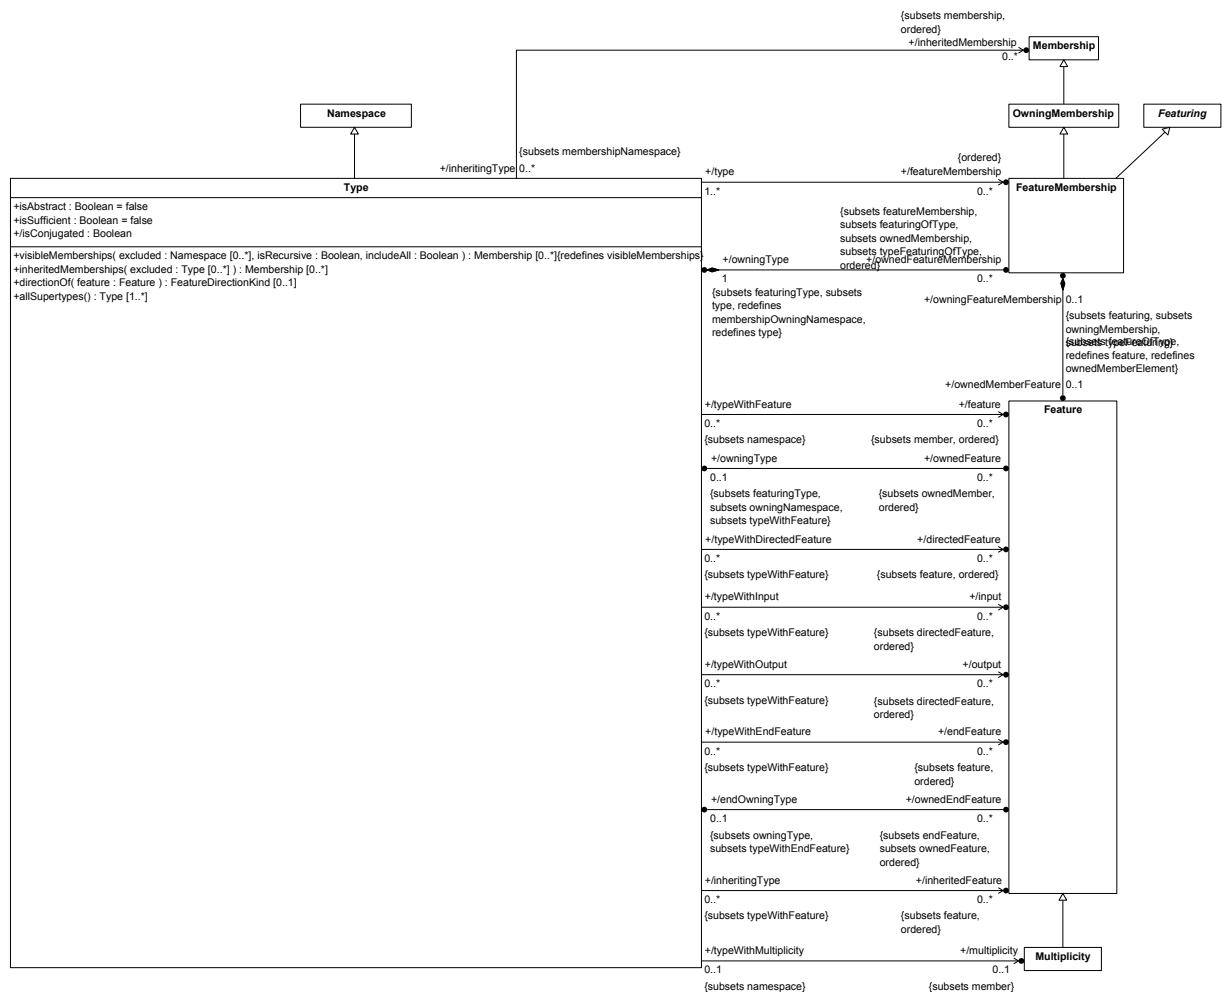 {subsets membership,
ordered}
+/inheritedMembership
0..*
Membership
Namespace
OwningMembership
Featuring
{subsets membershipNamespace}
+/inheritingType 0..*
Type
+isAbstract : Boolean = false
+isSufficient : Boolean = false
+/isConjugated : Boolean
+visibleMemberships( excluded : Namespace [0..*], isRecursive : Boolean, includeAll : Boolean ) : Membership [0..*]{redefines visibleMemberships}
+inheritedMemberships( excluded : Type [0..*] ) : Membership [0..*]
+directionOf( feature : Feature ) : FeatureDirectionKind [0..1]
+allSupertypes() : Type [1..*]
{ordered}
+/type
+/featureMembership
1..*
0..*
FeatureMembership
{subsets featureMembership,
subsets featuringOfType,
subsets ownedMembership,
subsets typeFeaturingOfType,
ordered}
+/owningType
+/ownedFeatureMembership
1
0..*
{subsets featuringType, subsets
type, redefines
membershipOwningNamespace,
redefines type}
+/owningFeatureMembership 0..1
{subsets featuring, subsets
owningMembership,
subsets typeFeaturing}
{subsets featureOfType,
redefines feature, redefines
ownedMemberElement}
+/ownedMemberFeature 0..1
Feature
+/typeWithFeature
+/feature
0..*
0..*
{subsets namespace}
{subsets member, ordered}
+/owningType
+/ownedFeature
0..1
0..*
{subsets featuringType,
subsets owningNamespace,
subsets typeWithFeature}
{subsets ownedMember,
ordered}
+/typeWithDirectedFeature
+/directedFeature
0..*
0..*
{subsets typeWithFeature}
{subsets feature, ordered}
+/typeWithInput
+/input
0..*
0..*
{subsets typeWithFeature}
{subsets directedFeature,
ordered}
+/typeWithOutput
+/output
0..*
0..*
{subsets typeWithFeature}
{subsets directedFeature,
ordered}
+/typeWithEndFeature
+/endFeature
0..*
0..*
{subsets typeWithFeature}
{subsets feature,
ordered}
+/endOwningType
+/ownedEndFeature
0..1
0..*
{subsets owningType,
subsets typeWithEndFeature}
{subsets endFeature,
subsets ownedFeature,
ordered}
+/inheritingType
+/inheritedFeature
0..*
0..*
{subsets typeWithFeature}
{subsets feature,
ordered}
+/typeWithMultiplicity
+/multiplicity
0..1
0..1
{subsets namespace}
{subsets member}
Multiplicity